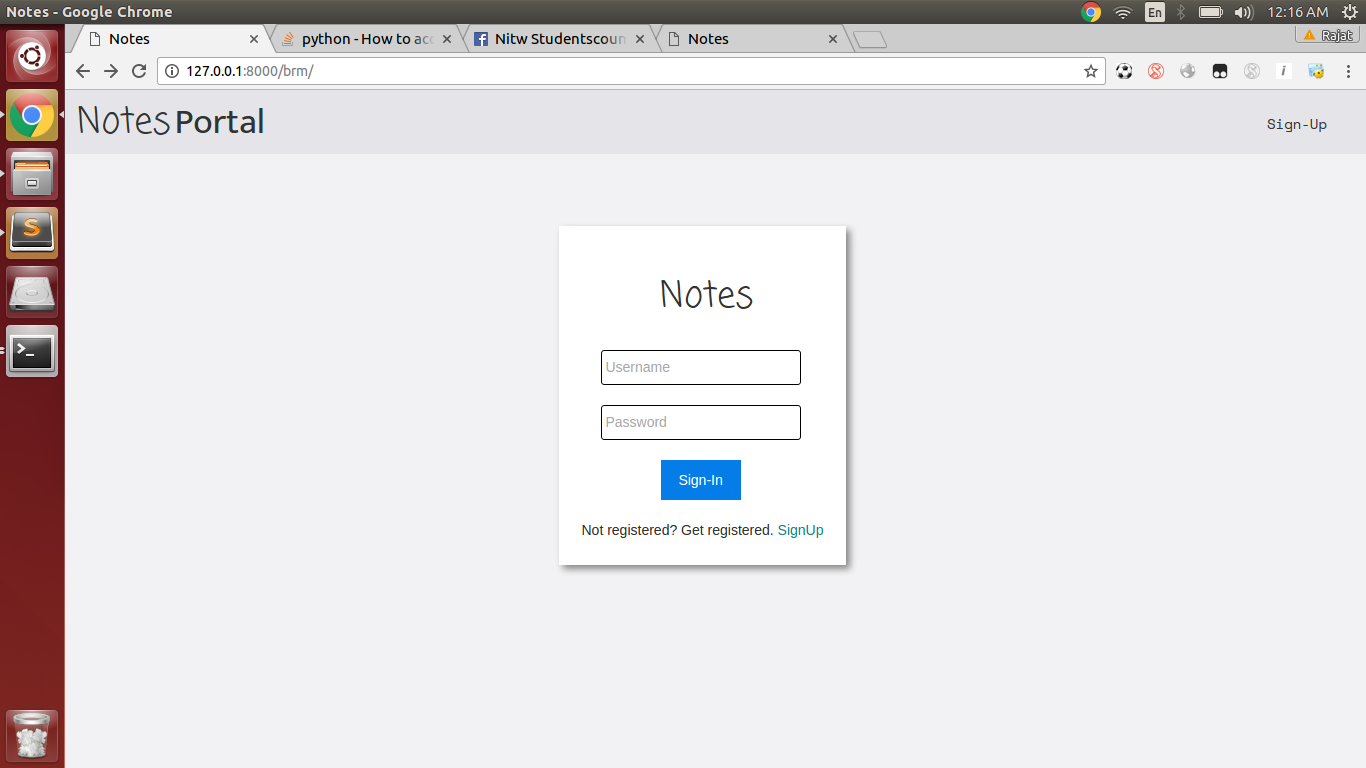 Notes - Google Chrome
En
12:16 AM
Notes
python - How to acc
Nitw Studentscoun
Notes
Rajat
127.0.0.1:8000/brm/
Notes Portal
Sign-Up
Notes
Username
Password
Sign-In
Not registered? Get registered. SignUp